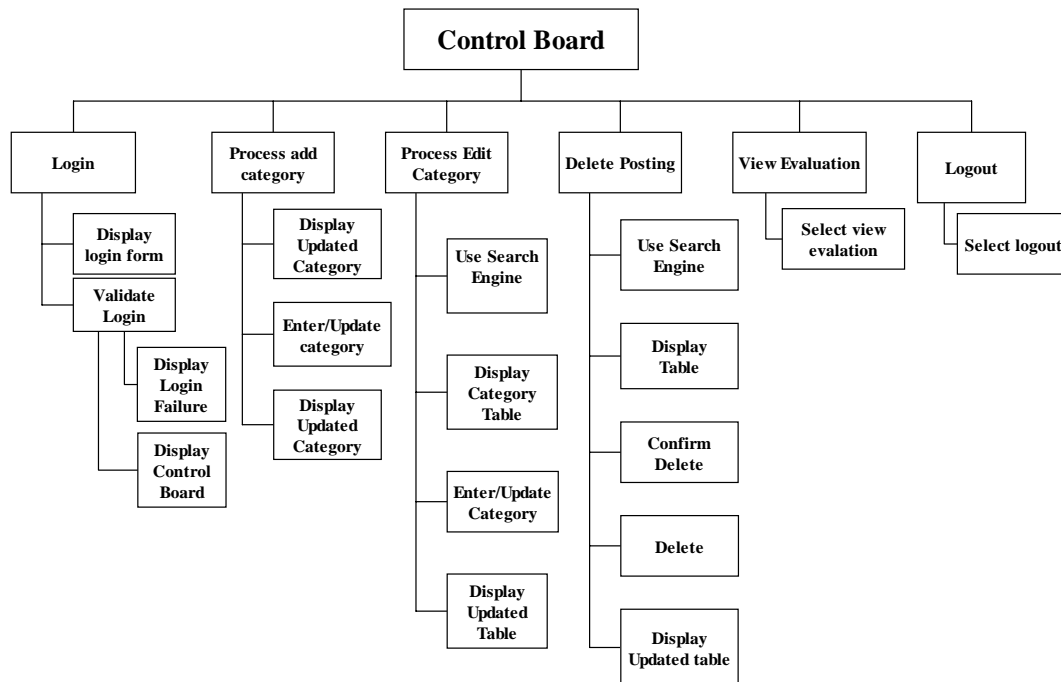 Control Board
Login
Process add
category
Process Edit
Category
Delete Posting
View Evaluation
Logout
Display
login form
Validate
Login
Display
Login
Failure
Display
Control
Board
Display
Updated
Category
Enter/Update
category
Display
Updated
Category
Use Search
Engine
Display
Category
Table
Enter/Update
Category
Display
Updated
Table
Use Search
Engine
Display
Table
Confirm
Delete
Delete
Display
Updated table
Select view
evalation
Select logout